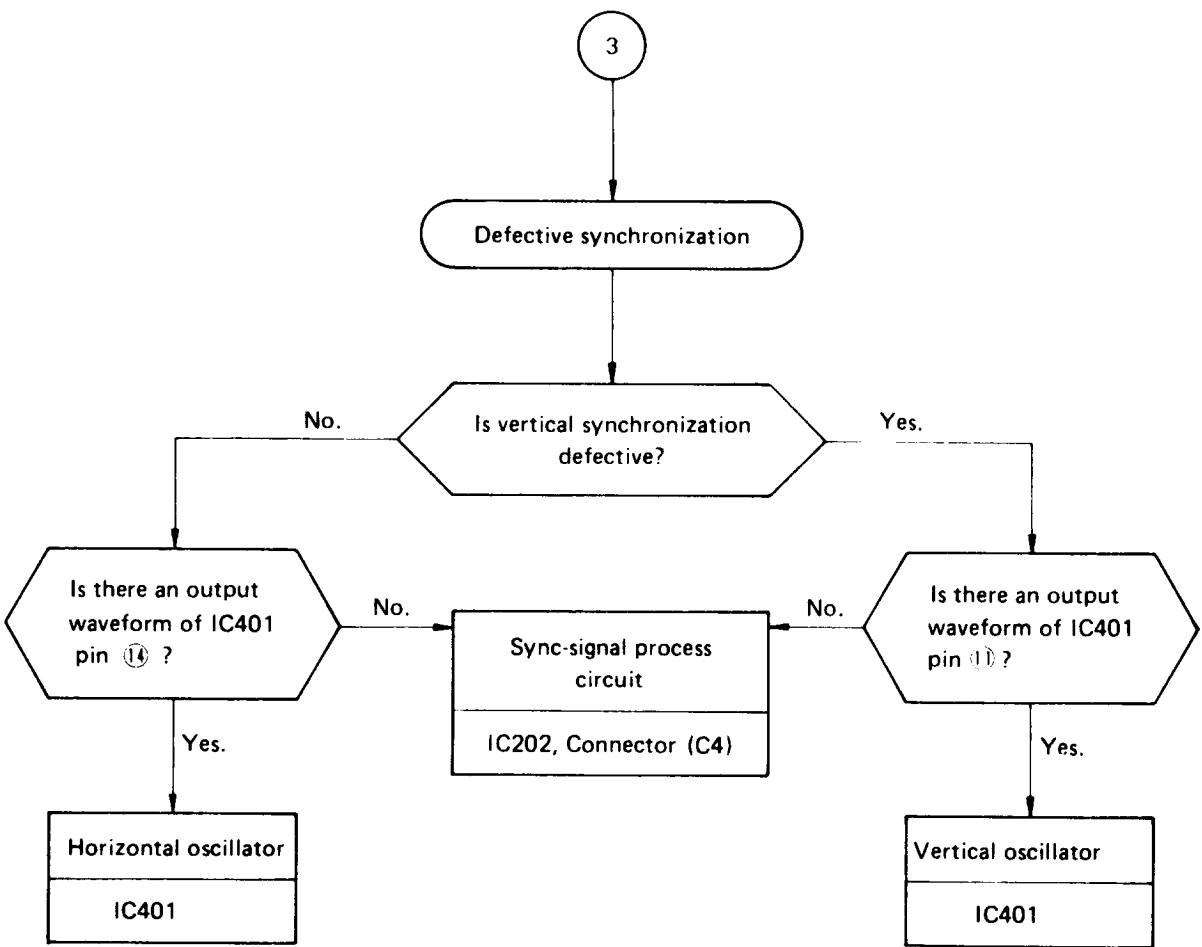 3
Defective synchronization
Is vertical synchronization
defective?
No.
Yes.
Is there an output
waveform of IC401
pin ⑭ ?
No.
Sync-signal process
circuit
IC202, Connector (C4)
No.
Is there an output
waveform of IC401
pin ⑪ ?
Yes.
Yes.
Horizontal oscillator
IC401
Vertical oscillator
IC401